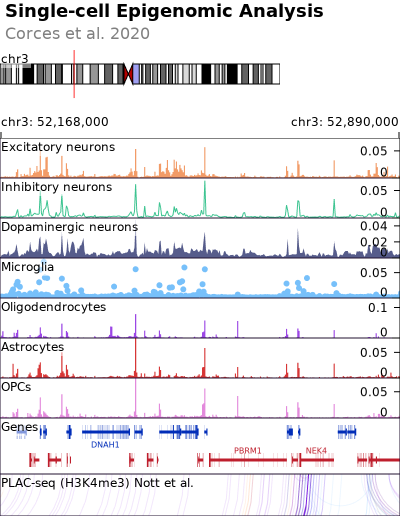 Single-cell Epigenomic Analysis
Corces et al. 2020
chr3
chr3: 52,168,000 chr3: 52,890,000
Excitatory neurons 0.05
0
Inhibitory neurons 0.05
0
Dopaminergic neurons 0.04
0.02
0
Microglia 0.05
0
Oligodendrocytes 0.1
0
Astrocytes 0.05
0
OPCs 0.05
0
Genes
DNAH1
PBRM1 NEK4
PLAC-seq (H3K4me3) Nott et al.